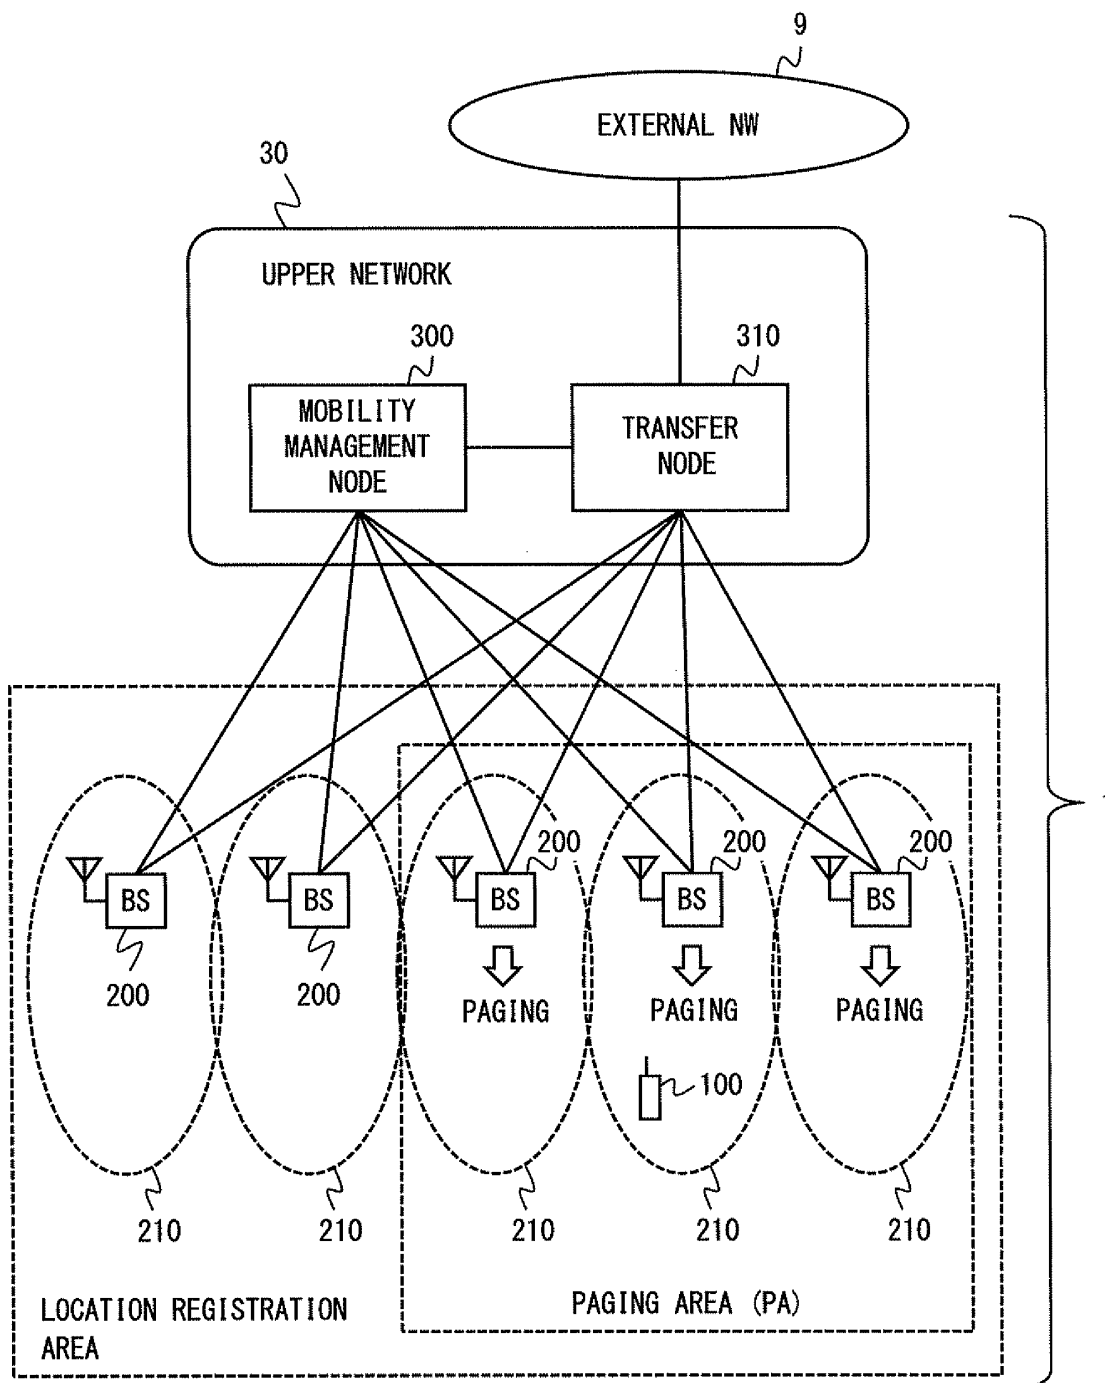 9
EXTERNAL NW
30
UPPER NETWORK
300
310
MOBILITY
MANAGEMENT
NODE
TRANSFER
NODE
200
200
200
BS
BS
BS
BS
BS
200
200
PAGING
PAGING
PAGING
100
210
210
210
210
210
LOCATION REGISTRATION
AREA
PAGING AREA (PA)